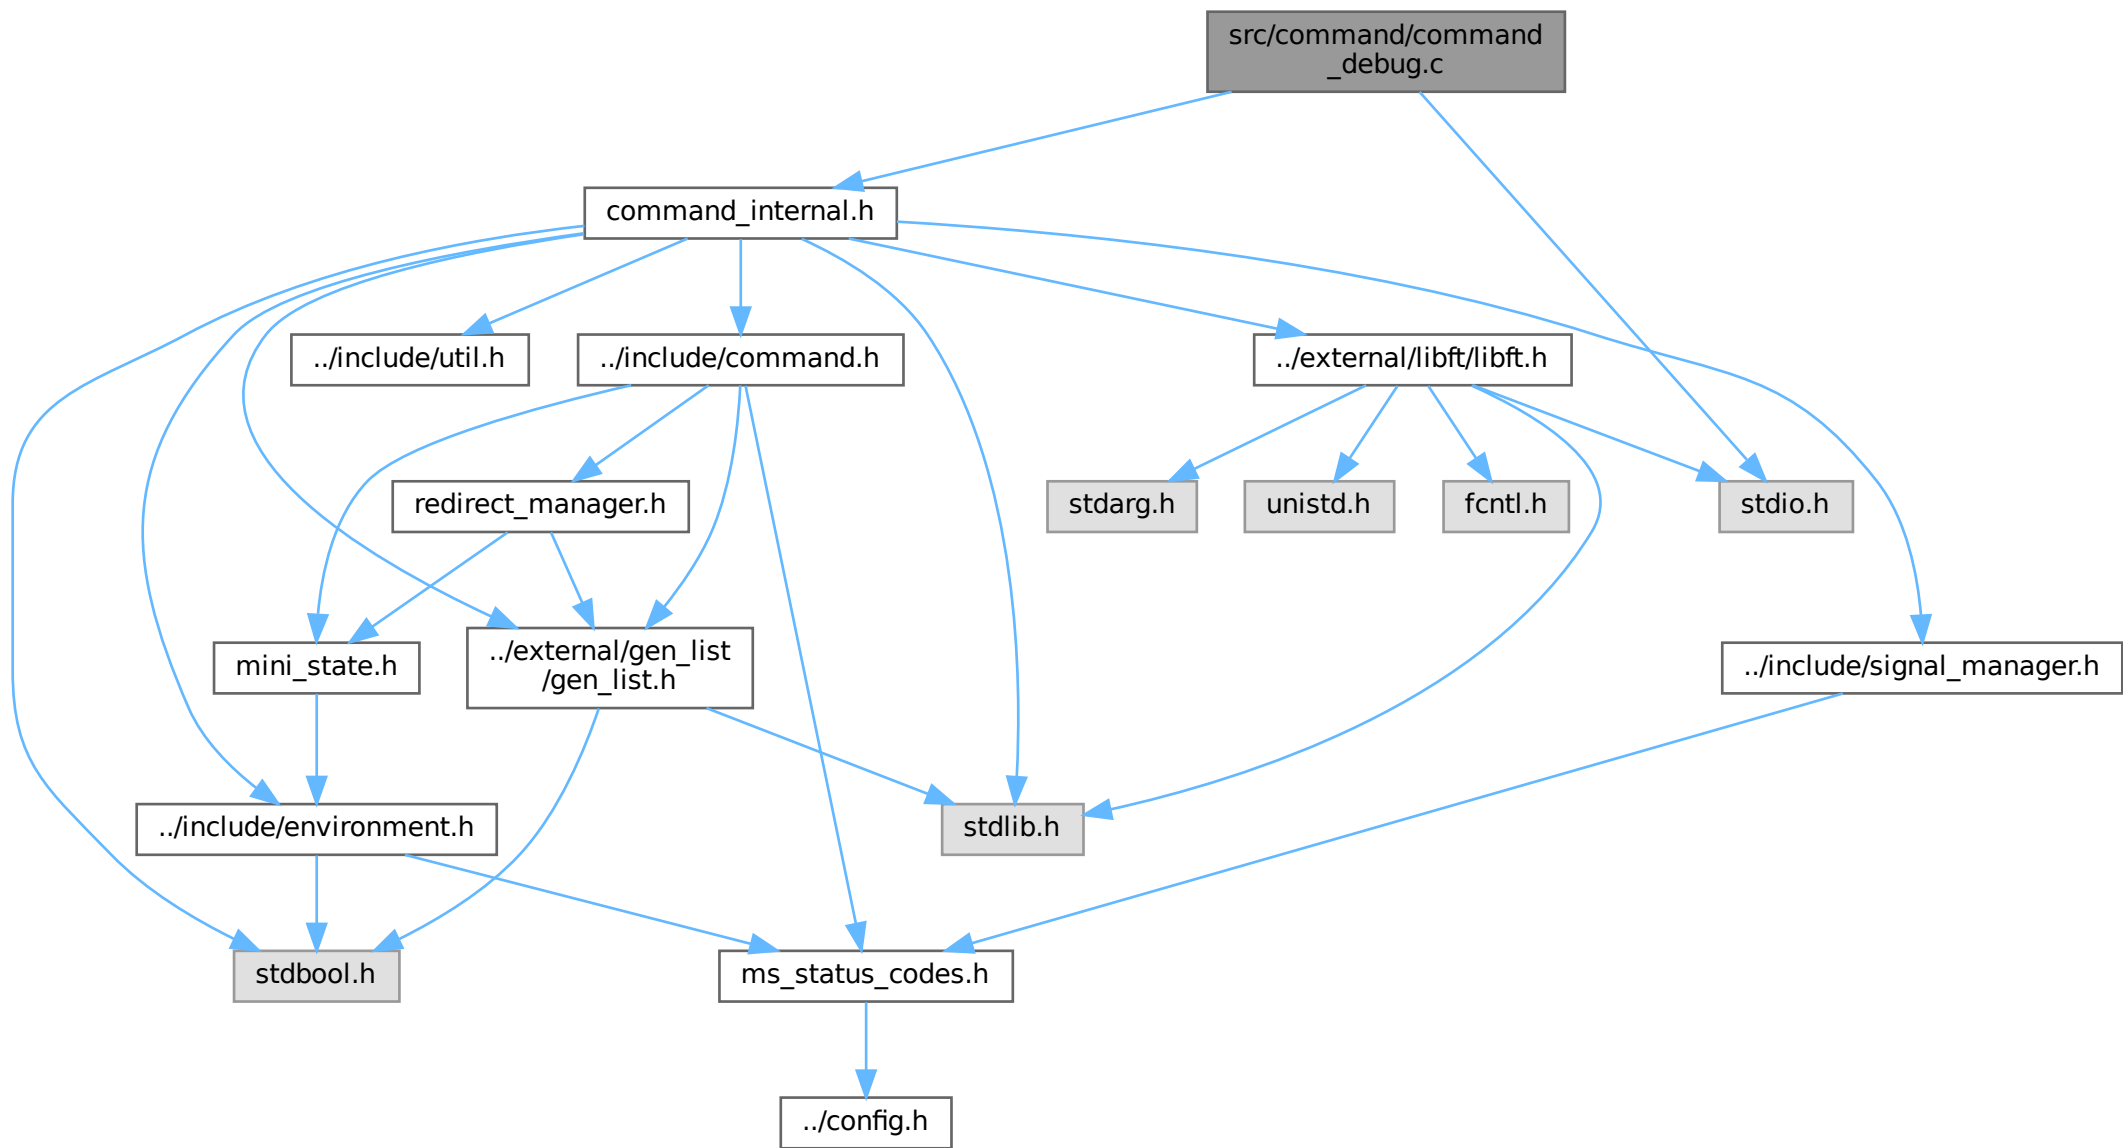 src/command/command
_debug.c
command_internal.h
../include/util.h
../include/command.h
../external/libft/libft.h
redirect_manager.h
stdarg.h
unistd.h
fcntl.h
stdio.h
mini_state.h
../external/gen_list
/gen_list.h
../include/signal_manager.h
../include/environment.h
stdlib.h
stdbool.h
ms_status_codes.h
../config.h